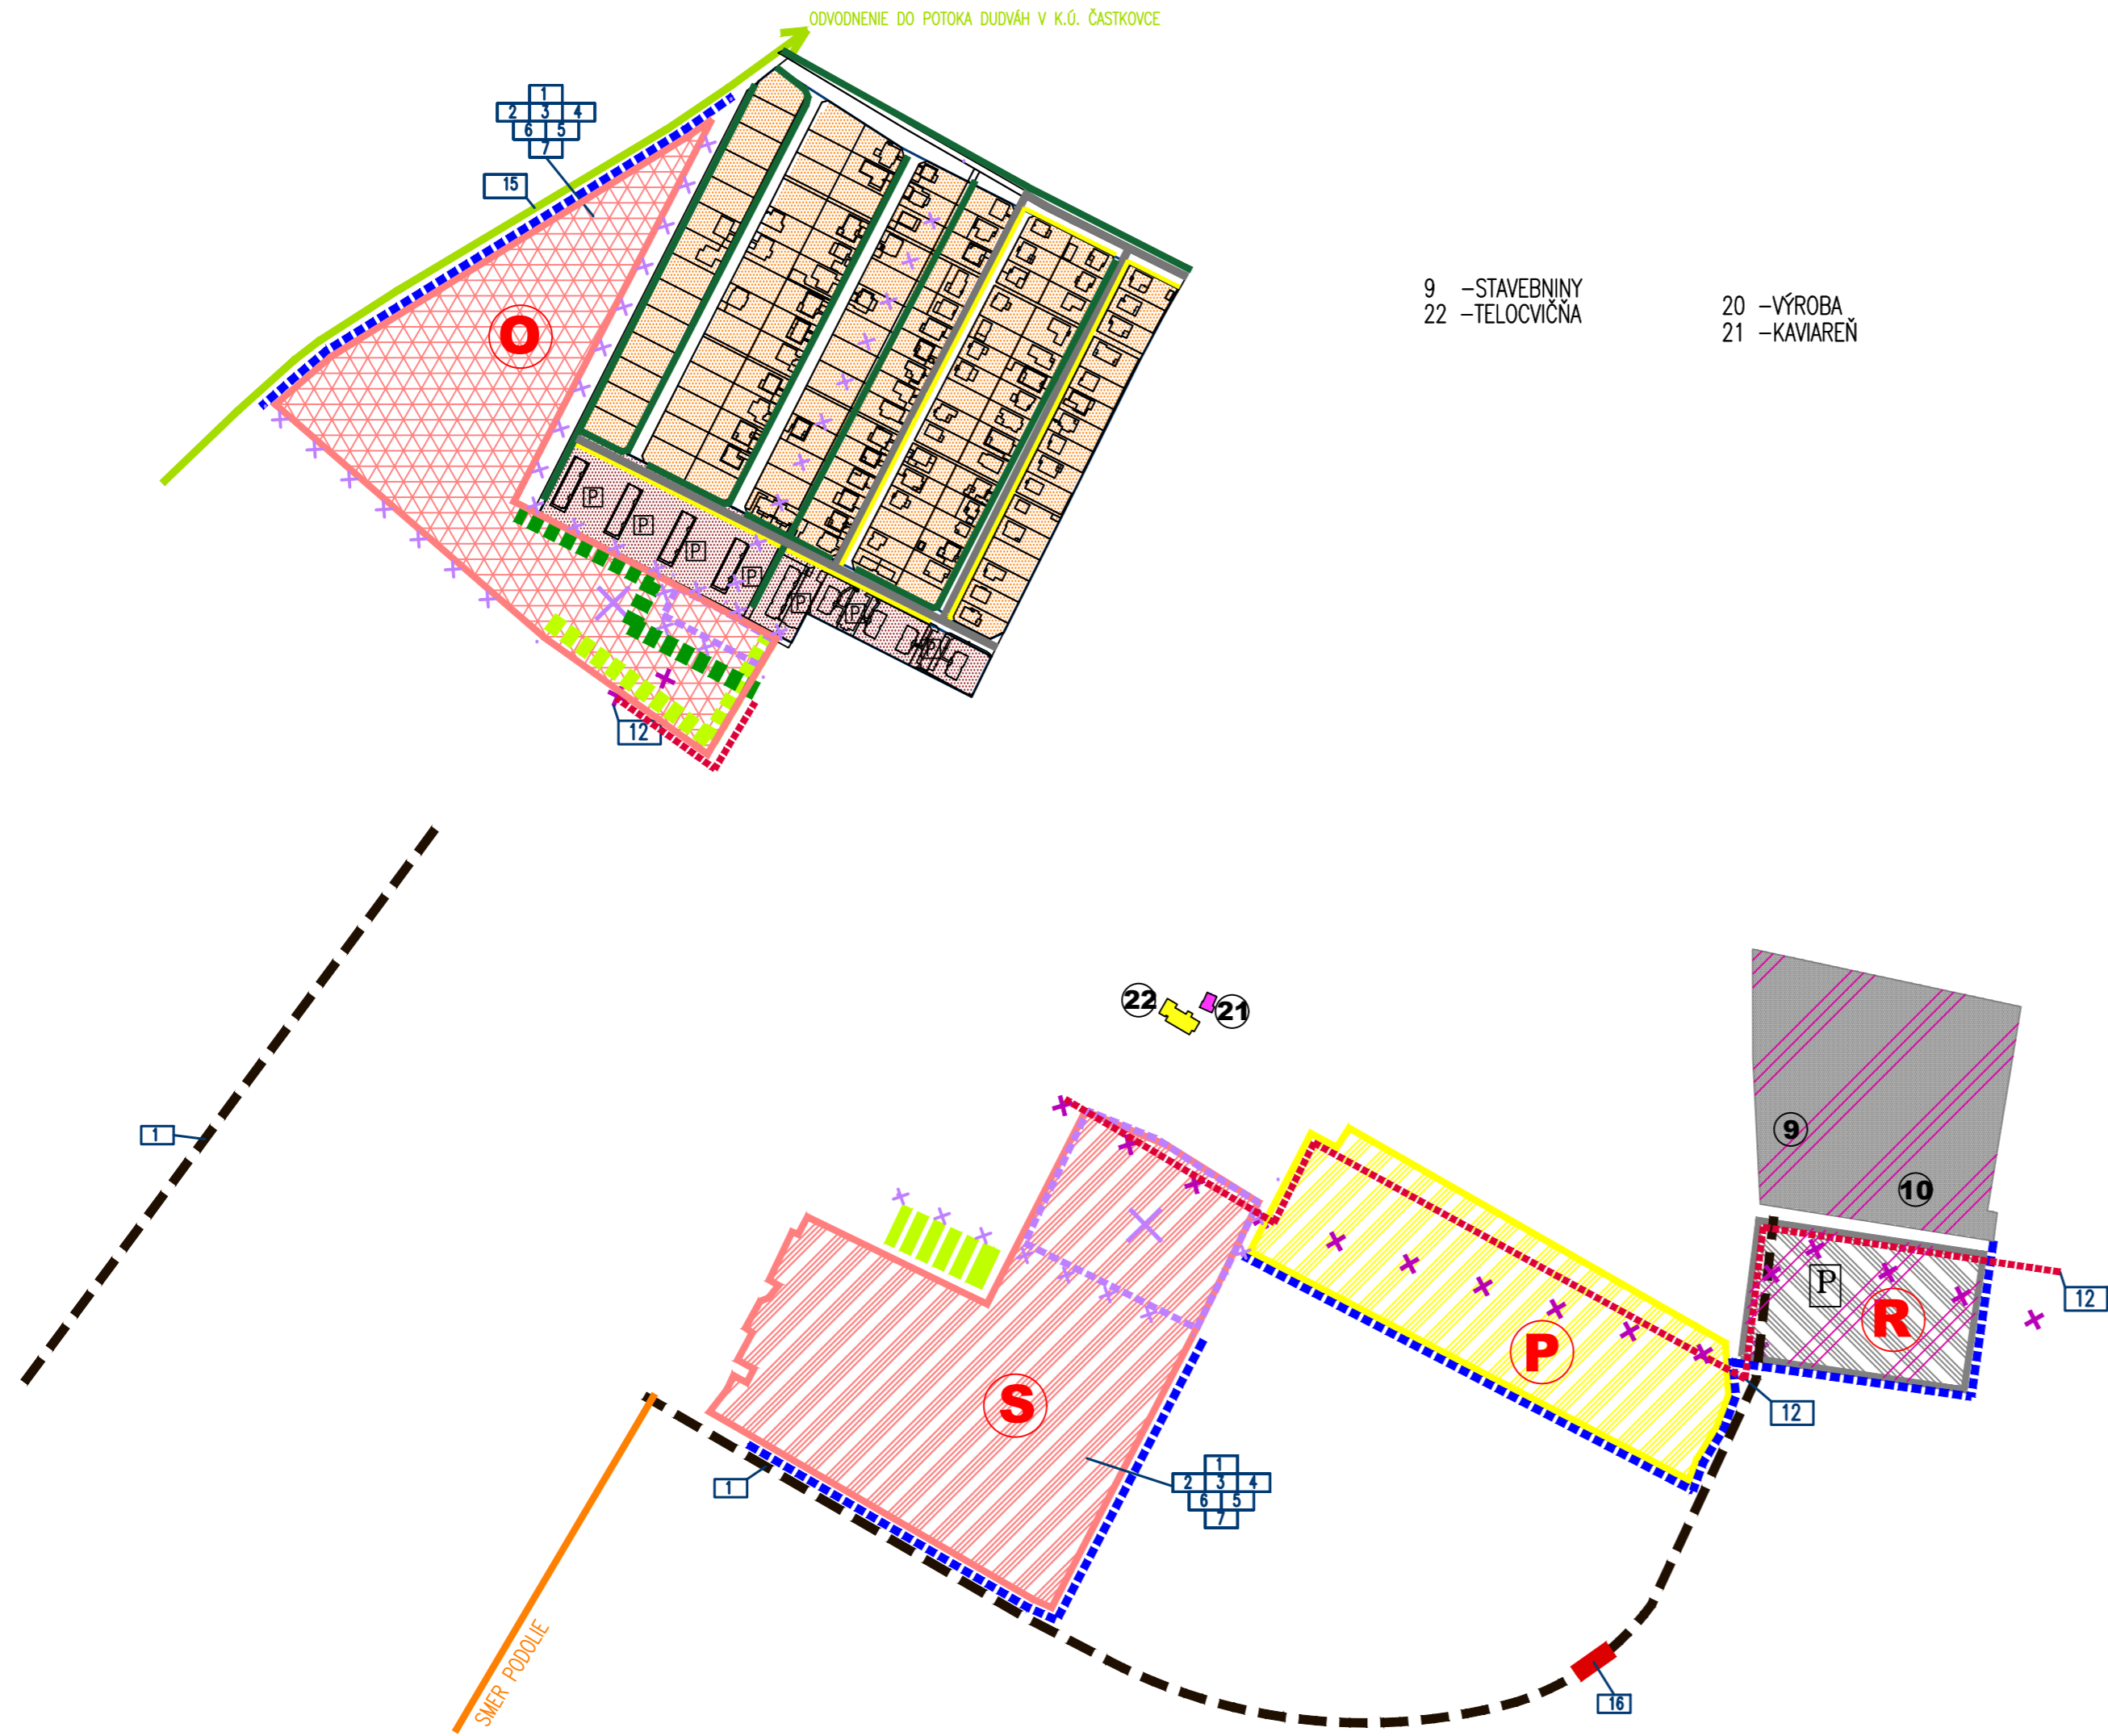 ODVODNENIE DO POTOKA DUDVÁH V K.Ú. ČASTKOVCE
1
2 3 4
6 5
7
15
O
9 –STAVEBNINY
22 –TELOCVIČŇA
20 –VÝROBA
21 –KAVIAREŇ
P
P
P
P
P
P
P
12
22
21
1
9
10
P
R
12
P
12
S
1
1
2 3 4
6 5
7
SMER PODOLIE
16